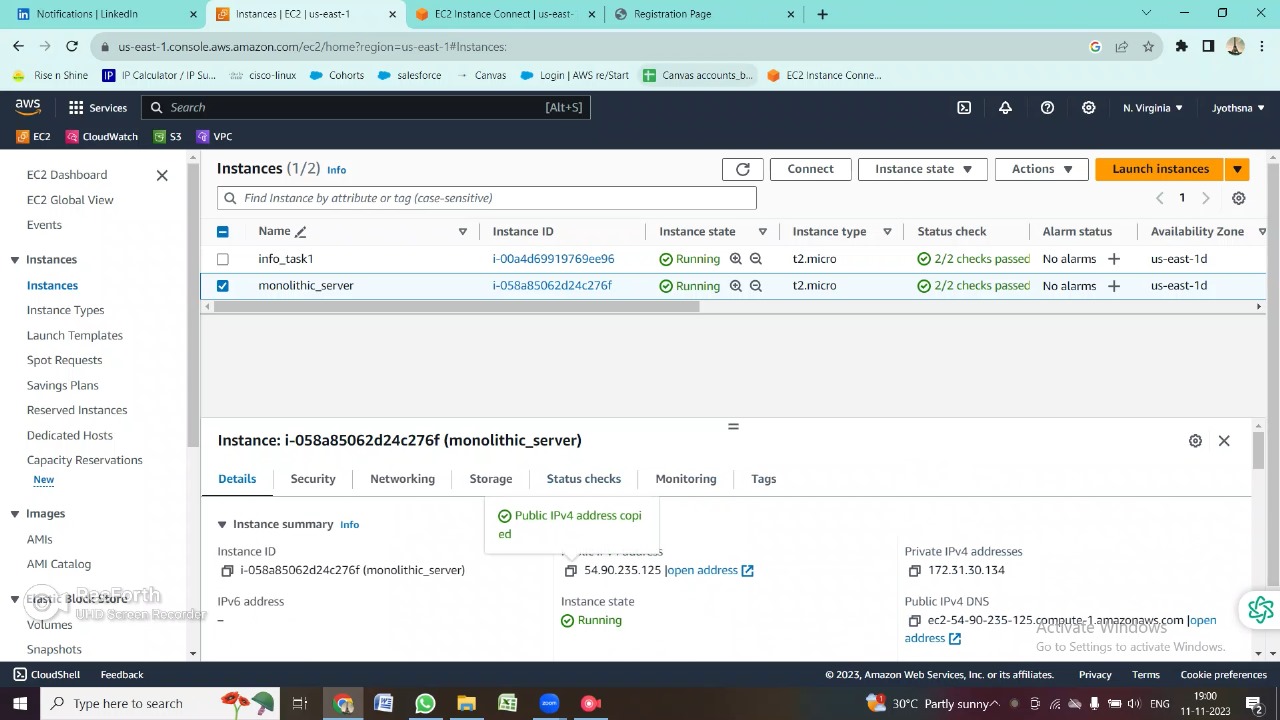 Notifications | LinkedIn
Instances | EC2 | us-east-1
EC2 Instance Connect | us-east-
Registration Page
us-east-1.console.aws.amazon.com/ec2/home?region=us-east-1#Instances:
Rise n Shine
IP Calculator / IP Su...
cisco-linux
Cohorts
salesforce
Canvas
Login | AWS re/Start
Canvas accounts_b...
EC2 Instance Conne...
aws
Services
Search
[Alt+S]
N. Virginia
Jyothsna
EC2
CloudWatch
S3
VPC
EC2 Dashboard
EC2 Global View
Events
Instances
Instances
Instance Types
Launch Templates
Spot Requests
Savings Plans
Reserved Instances
Dedicated Hosts
Capacity Reservations
New
Images
AMIs
AMI Catalog
Elastic Block Store
Volumes
Snapshots
RecForth
UHD Screen Recorder
Instances (1/2) Info
Connect
Instance state
Actions
Launch instances
Find Instance by attribute or tag (case-sensitive)
1
Name Instance ID Instance state Instance type Status check Alarm status Availability Zone
info_task1 i-00a4d69919769ee96 Running t2.micro 2/2 checks passed No alarms us-east-1d
monolithic_server i-058a85062d24c276f Running t2.micro 2/2 checks passed No alarms us-east-1d
Instance: i-058a85062d24c276f (monolithic_server)
Details Security Networking Storage Status checks Monitoring Tags
Public IPv4 address copi
ed
Instance summary Info
Instance ID
i-058a85062d24c276f (monolithic_server)
Public IPv4 address
54.90.235.125 |open address
Private IPv4 addresses
172.31.30.134
IPv6 address
–
Instance state
Running
Public IPv4 DNS
ec2-54-90-235-125.compute-1.amazonaws.com |open
address
Activate Windows
Go to Settings to activate Windows.
CloudShell
Feedback
© 2023, Amazon Web Services, Inc. or its affiliates.
Privacy
Terms
Cookie preferences
Type here to search
zoom
30°C Partly sunny
ENG
19:00
11-11-2023
2